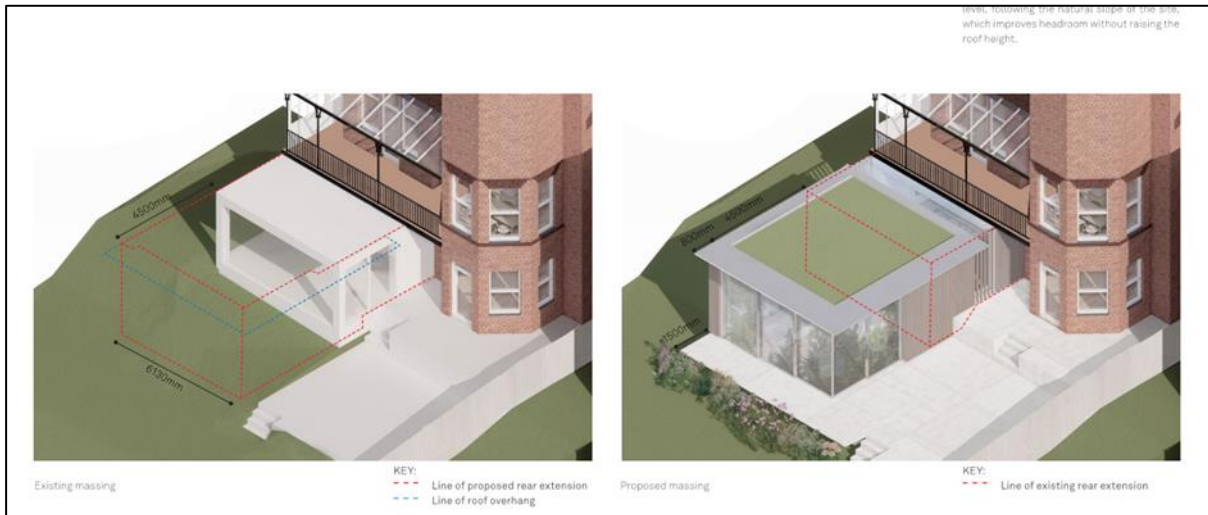 level, following the natural slope of the site,
which improves headroom without raising the
roof height.
4500mm
6130mm
800mm
4500mm
1500mm
Existing massing
KEY:
Line of proposed rear extension
Line of roof overhang
Proposed massing
KEY:
Line of existing rear extension